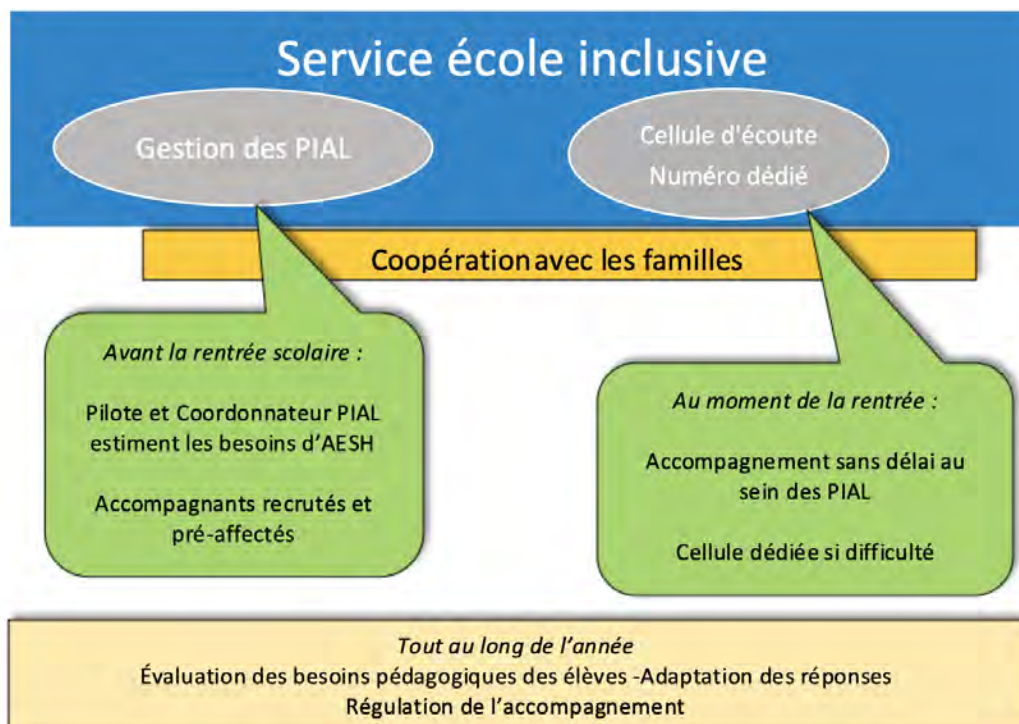 Service école inclusive
Gestion des PIAL
Cellule d'écoute
Numéro dédié
Coopération avec les familles
Avant la rentrée scolaire :
Pilote et Coordonnateur PIAL
estiment les besoins d'AESH
Accompagnants recrutés et
pré-affectés
Au moment de la rentrée :
Accompagnement sans délai au
sein des PIAL
Cellule dédiée si difficulté
Tout au long de l'année
Évaluation des besoins pédagogiques des élèves -Adaptation des réponses
Régulation de l'accompagnement